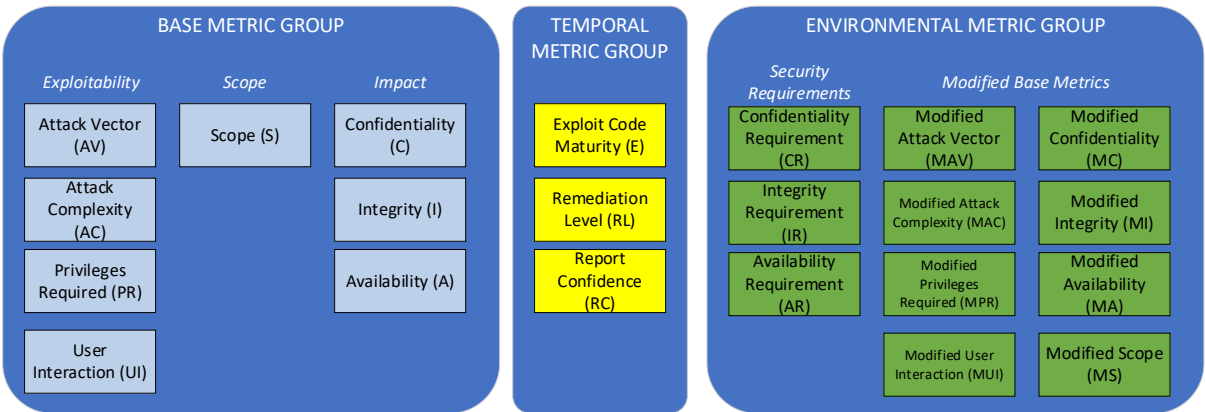 BASE METRIC GROUP
Exploitability
Scope
Impact
Attack Vector
(AV)
Scope (S)
Confidentiality
(C)
Attack
Complexity
(AC)
Integrity (I)
Privileges
Required (PR)
Availability (A)
User
Interaction (UI)
TEMPORAL
METRIC GROUP
Exploit Code
Maturity (E)
Remediation
Level (RL)
Report
Confidence
(RC)
ENVIRONMENTAL METRIC GROUP
Security
Requirements
Modified Base Metrics
Confidentiality
Requirement
(CR)
Modified
Attack Vector
(MAV)
Modified
Confidentiality
(MC)
Integrity
Requirement
(IR)
Modified Attack
Complexity (MAC)
Modified
Integrity (MI)
Availability
Requirement
(AR)
Modified
Privileges
Required (MPR)
Modified
Availability
(MA)
Modified User
Interaction (MUI)
Modified Scope
(MS)